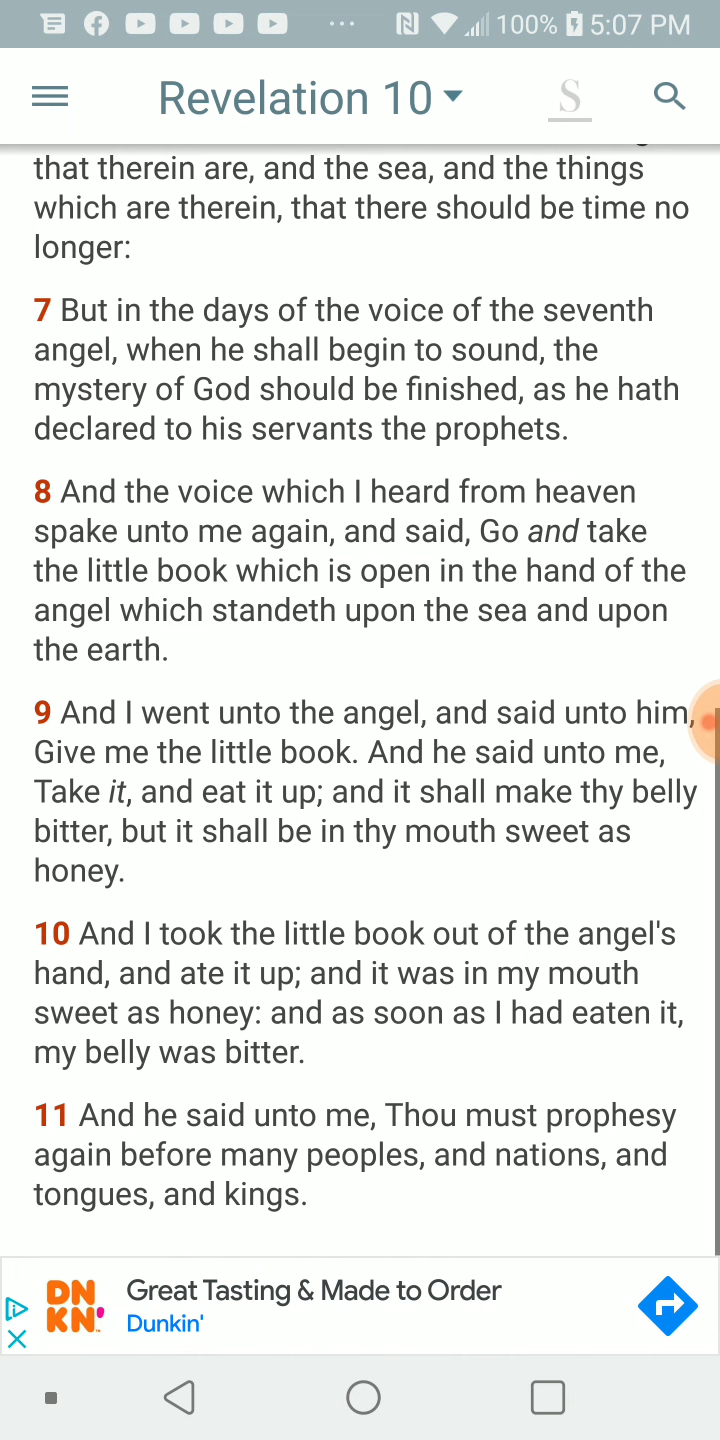 100% 5:07 PM
Revelation 10 S
that therein are, and the sea, and the things
which are therein, that there should be time no
longer:
7 But in the days of the voice of the seventh
angel, when he shall begin to sound, the
mystery of God should be finished, as he hath
declared to his servants the prophets.
8 And the voice which I heard from heaven
spake unto me again, and said, Go and take
the little book which is open in the hand of the
angel which standeth upon the sea and upon
the earth.
9 And I went unto the angel, and said unto him,
Give me the little book. And he said unto me,
Take it, and eat it up; and it shall make thy belly
bitter, but it shall be in thy mouth sweet as
honey.
10 And I took the little book out of the angel's
hand, and ate it up; and it was in my mouth
sweet as honey: and as soon as I had eaten it,
my belly was bitter.
11 And he said unto me, Thou must prophesy
again before many peoples, and nations, and
tongues, and kings.
DN
KN'
Great Tasting & Made to Order
Dunkin'